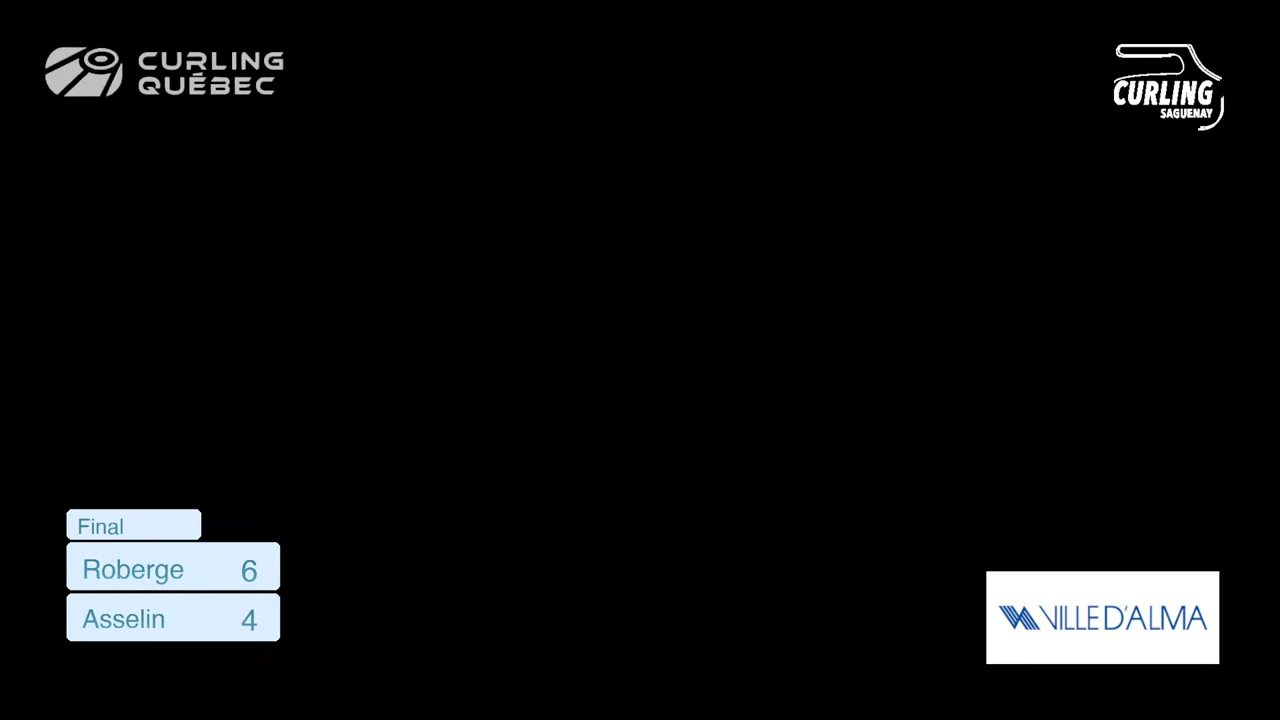 CURLING
QUÉBEC
CURLING
SAGUENAY
Final
Roberge 6
Asselin 4
VILLE D'ALMA